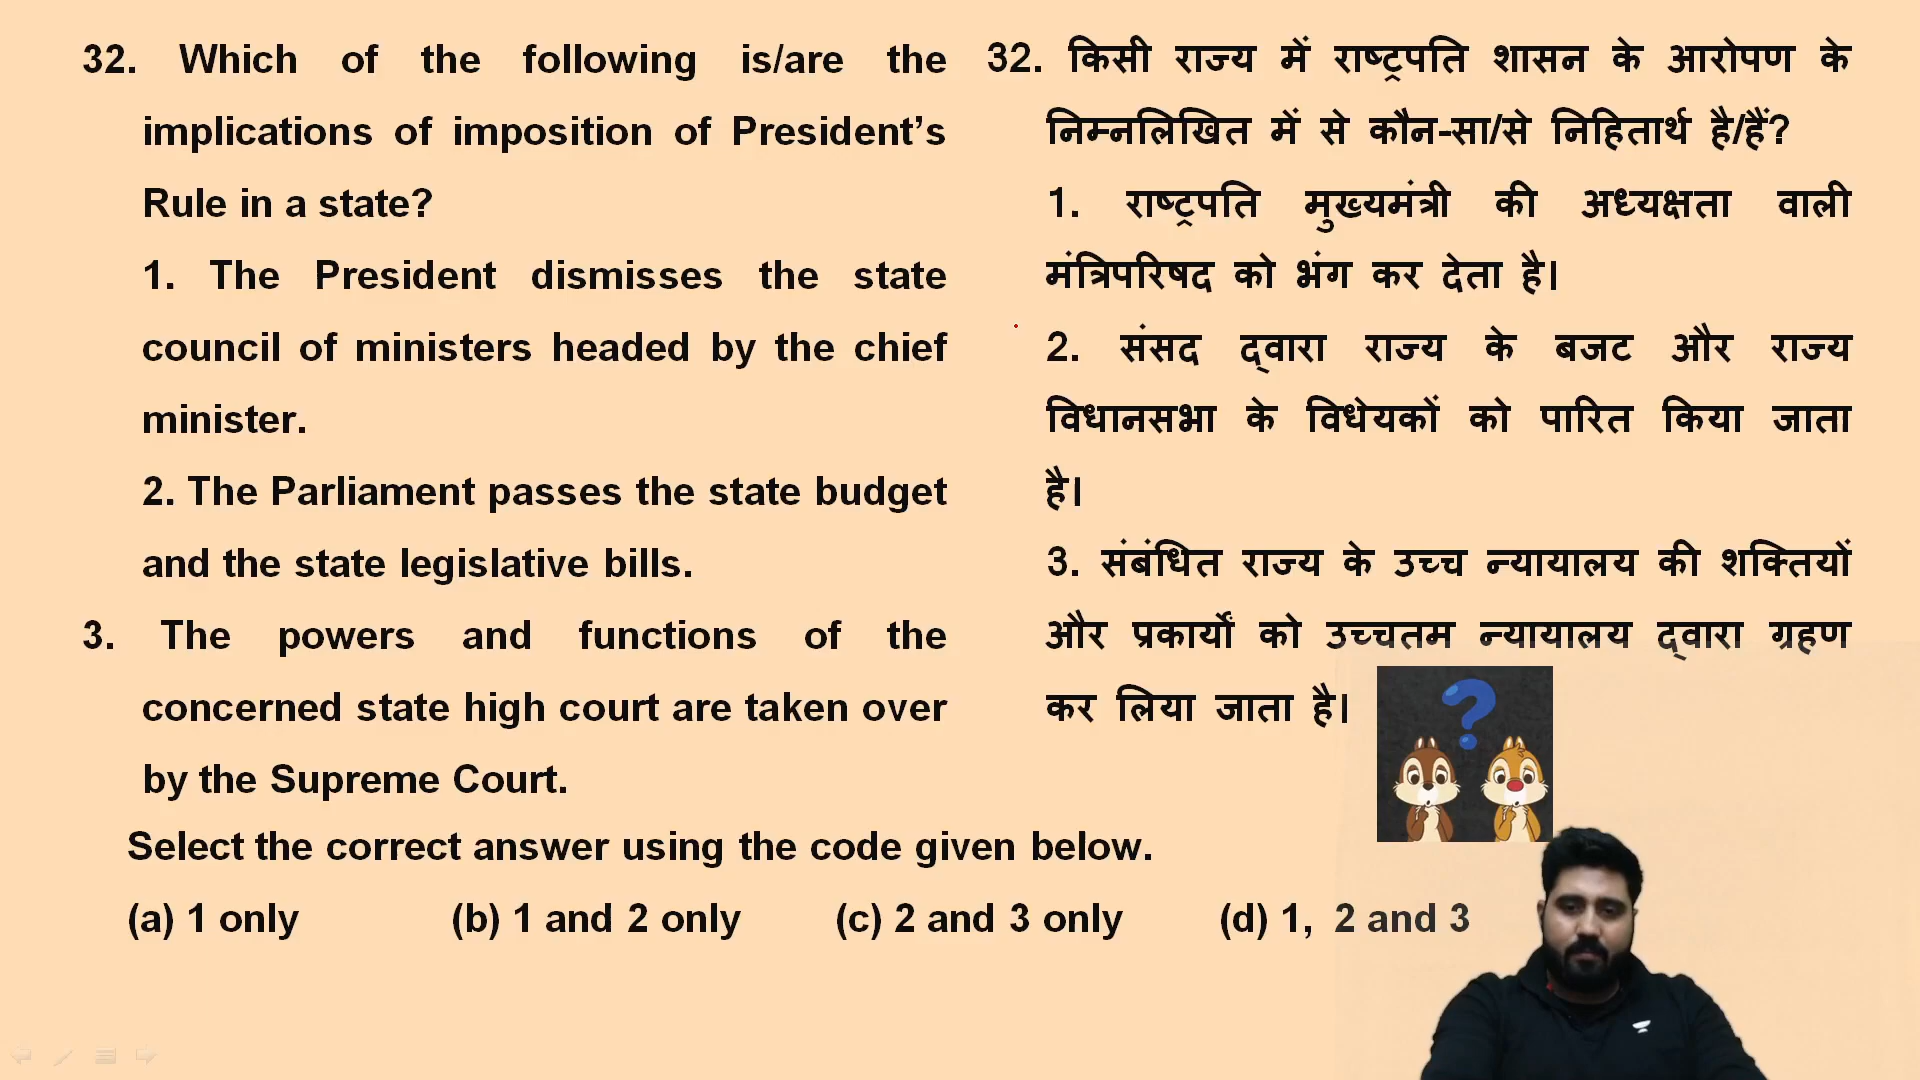 32. Which of the following is/are the
implications of imposition of President’s
Rule in a state?
1. The President dismisses the state
council of ministers headed by the chief
minister.
2. The Parliament passes the state budget
and the state legislative bills.
3. The powers and functions of the
concerned state high court are taken over
by the Supreme Court.
32. किसी राज्य में राष्ट्रपति शासन के आरोपण के
निम्नलिखित में से कौन-सा/से निहितार्थ है/हैं?
1. राष्ट्रपति मुख्यमंत्री की अध्यक्षता वाली
मंत्रिपरिषद को भंग कर देता है।
2. संसद द्वारा राज्य के बजट और राज्य
विधानसभा के विधेयकों को पारित किया जाता
है।
3. संबंधित राज्य के उच्च न्यायालय की शक्तियों
और प्रकार्यों को उच्चतम न्यायालय द्वारा ग्रहण
कर लिया जाता है।
Select the correct answer using the code given below.
(a) 1 only (b) 1 and 2 only (c) 2 and 3 only (d) 1, 2 and 3